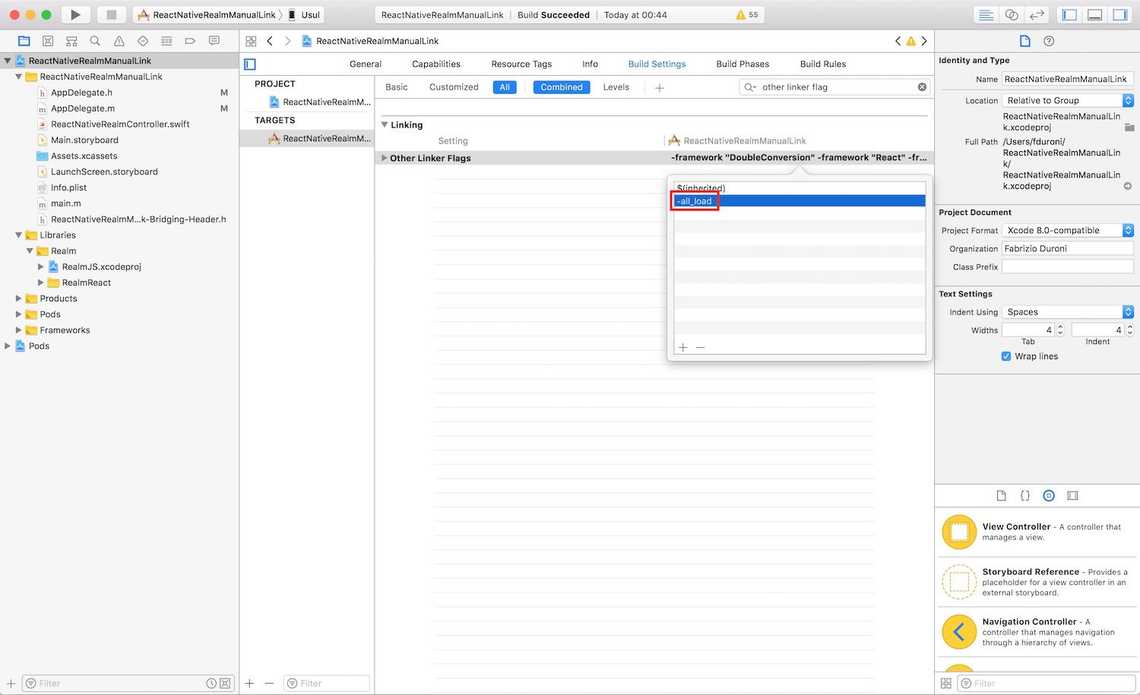 ReactNativeRealmManualLink
Usul
ReactNativeRealmManualLink
Build Succeeded
Today at 00:44
55
ReactNativeRealmManualLink
ReactNativeRealmManualLink
AppDelegate.h
M
AppDelegate.m
M
ReactNativeRealmController.swift
Main.storyboard
Assets.xcassets
LaunchScreen.storyboard
Info.plist
main.m
ReactNativeRealmM...k-Bridging-Header.h
Libraries
Realm
RealmJS.xcodeproj
RealmReact
Products
Pods
Frameworks
Pods
Filter
ReactNativeRealmManualLink
General
Capabilities
Resource Tags
Info
Build Settings
Build Phases
Build Rules
PROJECT
ReactNativeRealmM...
TARGETS
ReactNativeRealmM...
Filter
Basic
Customized
All
Combined
Levels
other linker flag
Linking
Setting
ReactNativeRealmManualLink
Other Linker Flags
-framework "DoubleConversion" -framework "React" -fr...
$(inherited)
-all_load
Identity and Type
Name ReactNativeRealmManualLink
Location Relative to Group
ReactNativeRealmManualLin
k.xcodeproj
Full Path /Users/fduroni/
ReactNativeRealmManualLin
k/
ReactNativeRealmManualLin
k.xcodeproj
Project Document
Project Format Xcode 8.0-compatible
Organization Fabrizio Duroni
Class Prefix
Text Settings
Indent Using Spaces
Widths 4 4
Tab Indent
Wrap lines
View Controller - A controller that
manages a view.
Storyboard Reference - Provides a
placeholder for a view controller in an
external storyboard.
Navigation Controller - A
controller that manages navigation
through a hierarchy of views.
Filter